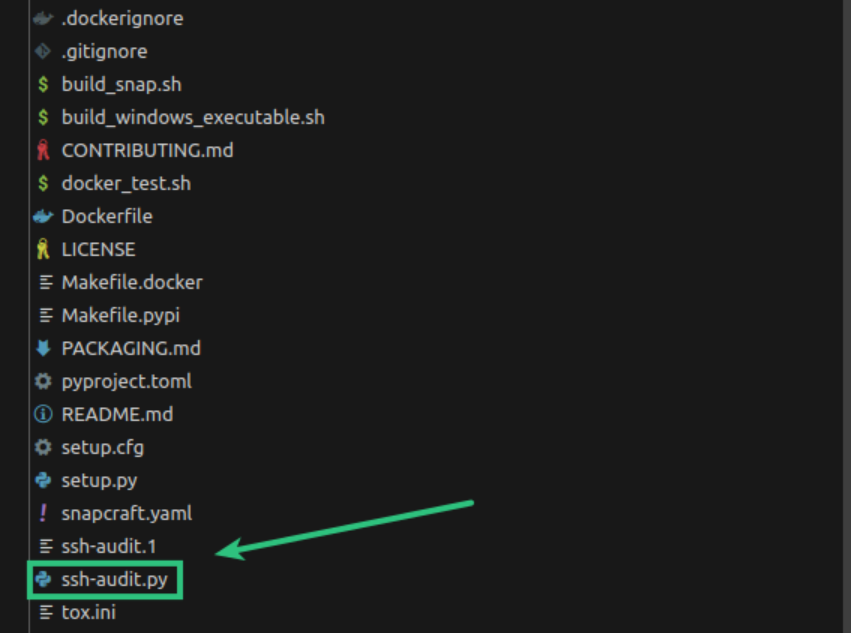 .dockerignore
.gitignore
$ build_snap.sh
$ build_windows_executable.sh
CONTRIBUTING.md
$ docker_test.sh
Dockerfile
LICENSE
Makefile.docker
Makefile.pypi
PACKAGING.md
pyproject.toml
README.md
setup.cfg
setup.py
! snapcraft.yaml
ssh-audit.1
ssh-audit.py
tox.ini